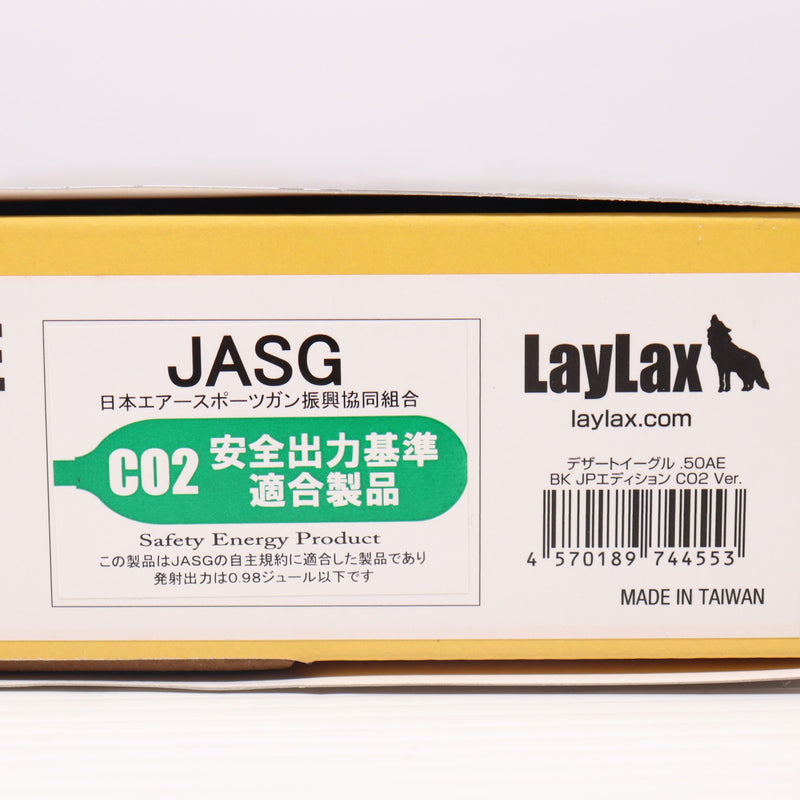 JASG
日本エアースポーツガン振興協同組合
CO2 安全出力基準
適合製品
Safety Energy Product
この製品はJASGの自主規約に適合した製品であり
発射出力は0.98ジュール以下です
LayLax
laylax.com
デザートイーグル .50AE
BK JPエディション CO2 Ver.
4 570189 744553
MADE IN TAIWAN